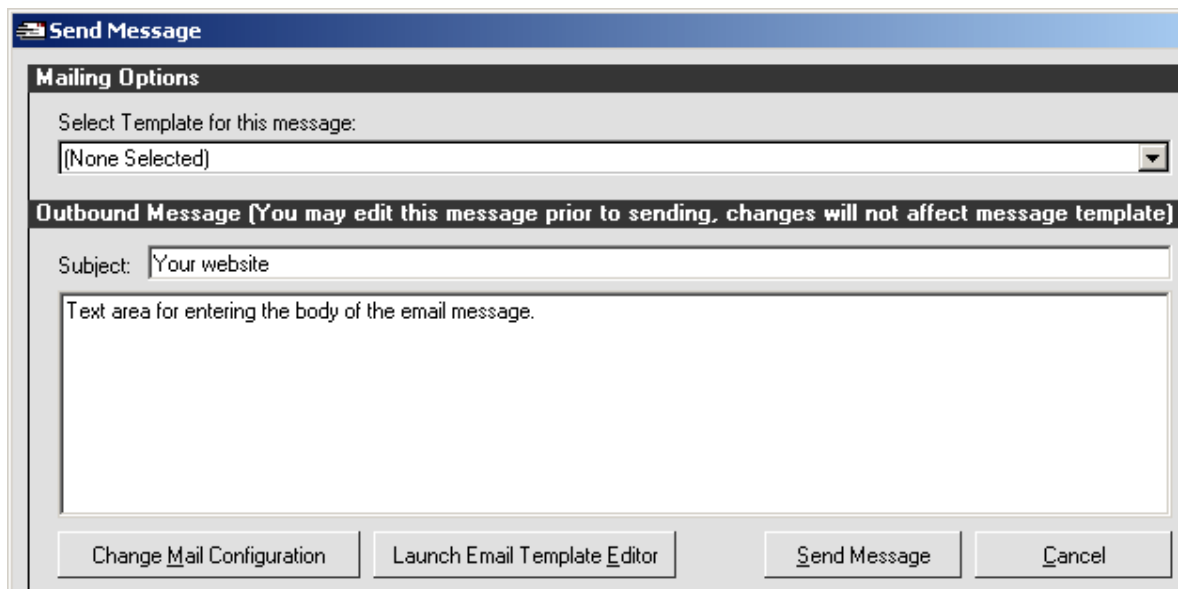 Send Message
Mailing Options
Select Template for this message:
(None Selected)
Outbound Message (You may edit this message prior to sending, changes will not affect message template)
Subject: Your website
Text area for entering the body of the email message.
Change Mail Configuration Launch Email Template Editor Send Message Cancel